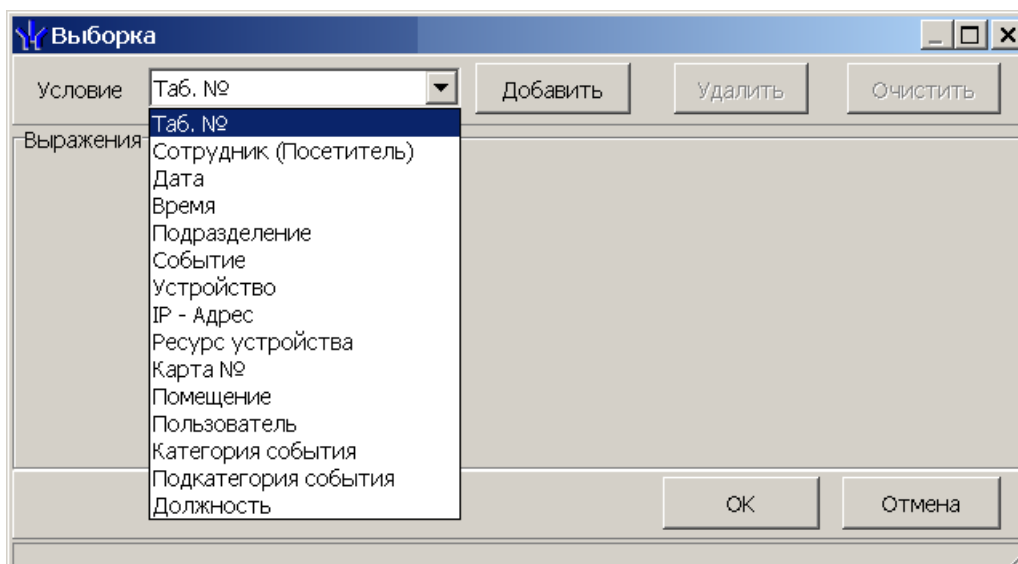 Выборка
Условие Таб. № Добавить Удалить Очистить
Выражения
Таб. №
Сотрудник (Посетитель)
Дата
Время
Подразделение
Событие
Устройство
IP - Адрес
Ресурс устройства
Карта №
Помещение
Пользователь
Категория события
Подкатегория события
Должность
OK Отмена